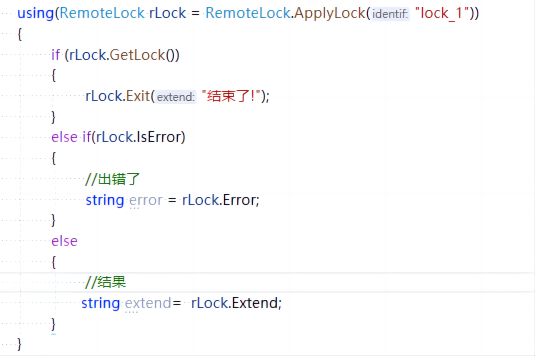 using(RemoteLock rLock = RemoteLock.ApplyLock(identif: "lock_1"))
{
if (rLock.GetLock())
{
rLock.Exit(extend: "结束了!");
}
else if(rLock.IsError)
{
//出错了
string error = rLock.Error;
}
else
{
//结果
string extend= rLock.Extend;
}
}